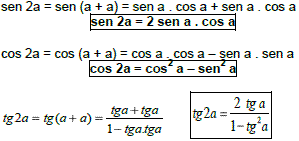 sen 2a = sen (a + a) = sen a . cos a + sen a . cos a
sen 2a = 2 sen a . cos a
cos 2a = cos (a + a) = cos a . cos a – sen a . sen a
cos 2a = cos² a – sen² a
tg2a = tg(a + a) = (tga + tga) / (1 – tga.tga)
tg2a = (2 tg a) / (1 – tg²a)